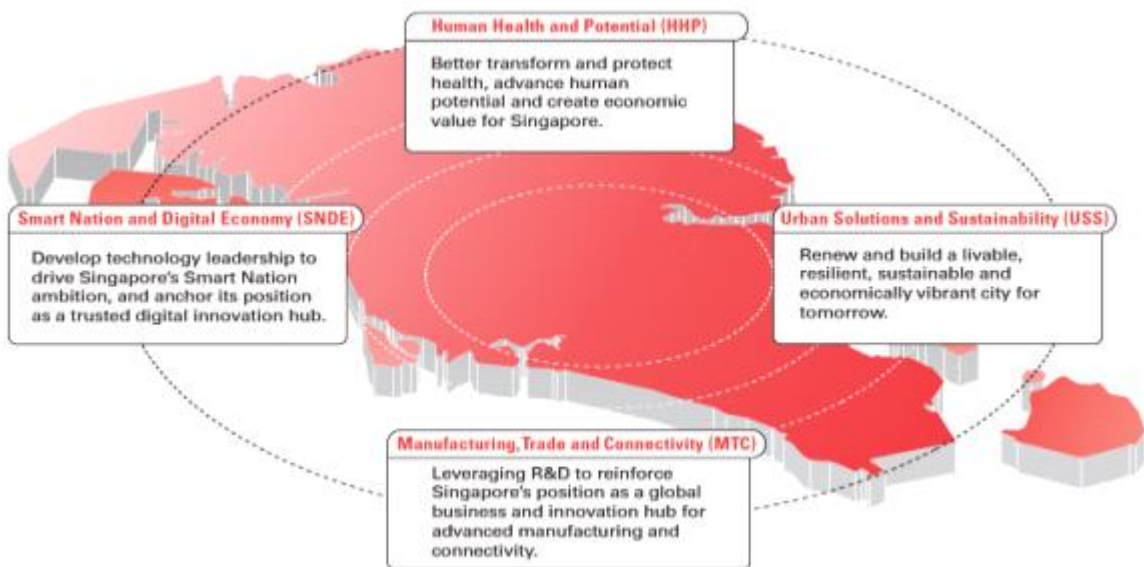 Human Health and Potential (HHP)
Better transform and protect
health, advance human
potential and create economic
value for Singapore.
Smart Nation and Digital Economy (SNDE)
Develop technology leadership to
drive Singapore's Smart Nation
ambition, and anchor its position
as a trusted digital innovation hub.
Urban Solutions and Sustainability (USS)
Renew and build a livable,
resilient, sustainable and
economically vibrant city for
tomorrow.
Manufacturing, Trade and Connectivity (MTC)
Leveraging R&D to reinforce
Singapore's position as a global
business and innovation hub for
advanced manufacturing and
connectivity.